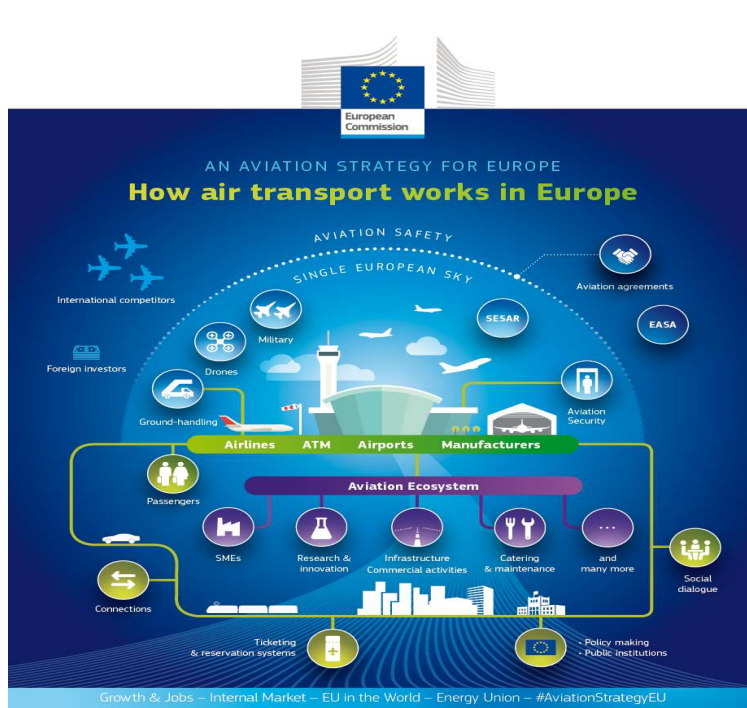 European
Commission
AN AVIATION STRATEGY FOR EUROPE
How air transport works in Europe
AVIATION SAFETY
SINGLE EUROPEAN SKY
International competitors
Aviation agreements
SESAR
EASA
Military
Foreign investors
Drones
Ground-handling
Aviation
Security
Airlines ATM Airports Manufacturers
Passengers
Aviation Ecosystem
SMEs
Research &
innovation
Infrastructure
Commercial activities
Catering
& maintenance
...
and
many more
Social
dialogue
Connections
Ticketing
& reservation systems
• Policy making
• Public institutions
Growth & Jobs – Internal Market – EU in the World – Energy Union – #AviationStrategyEU